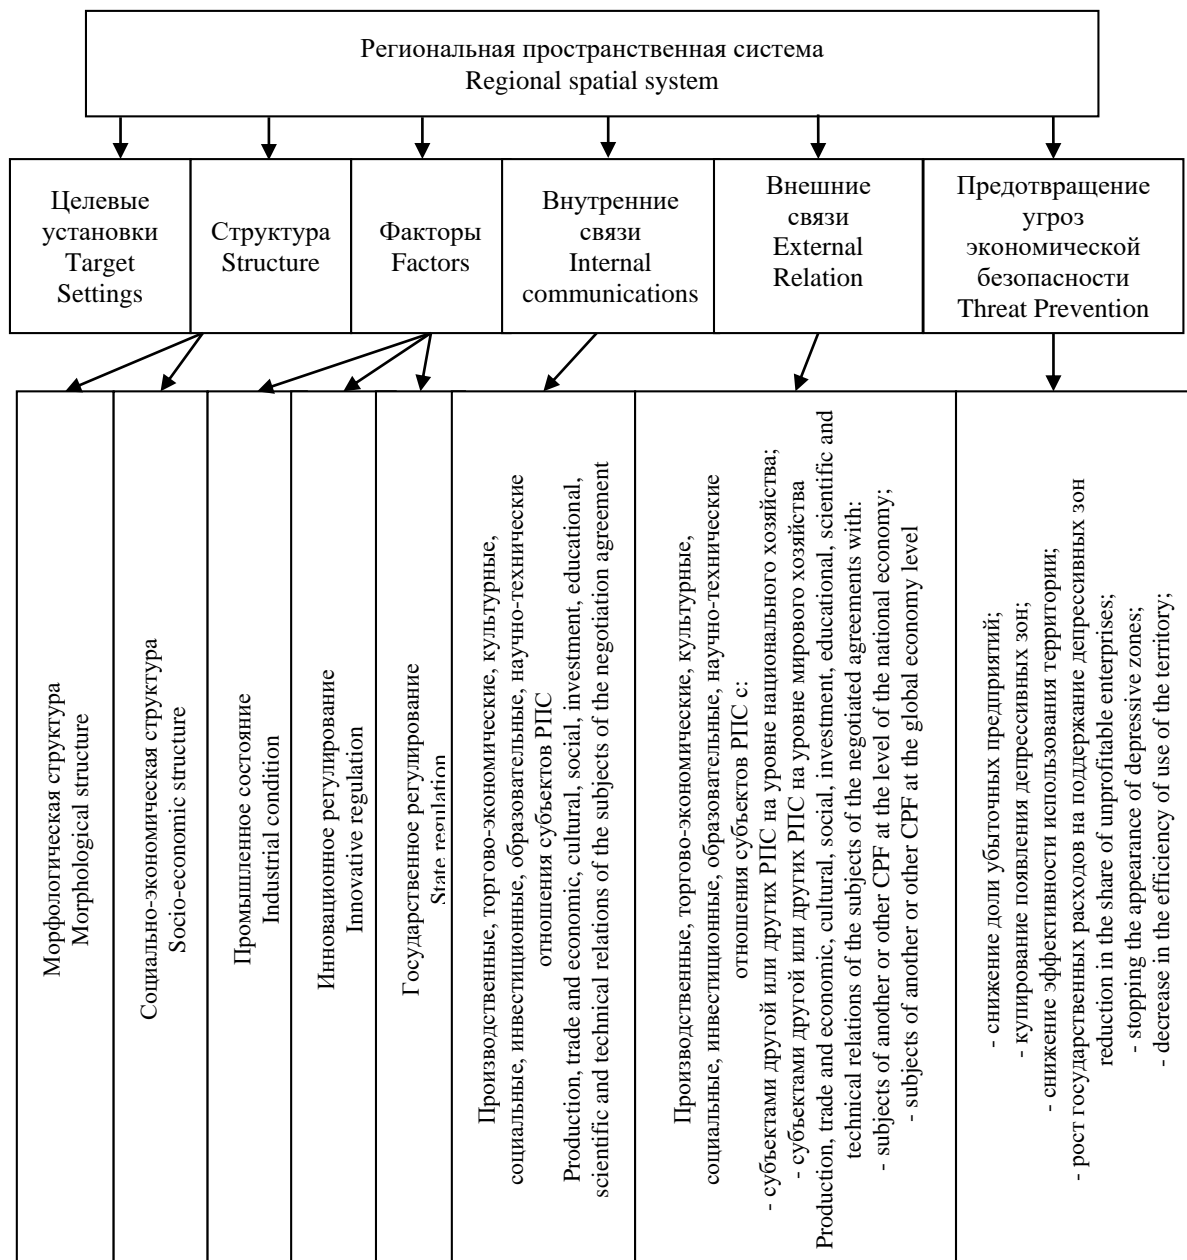 Региональная пространственная система
Regional spatial system
Целевые
установки
Target
Settings
Структура
Structure
Факторы
Factors
Внутренние
связи
Internal
communications
Внешние
связи
External
Relation
Предотвращение
угроз
экономической
безопасности
Threat Prevention
Морфологическая структура
Morphological structure
Социально-экономическая структура
Socio-economic structure
Промышленное состояние
Industrial condition
Инновационное регулирование
Innovative regulation
Государственное регулирование
State regulation
Производственные, торгово-экономические, культурные,
социальные, инвестиционные, образовательные, научно-технические
отношения субъектов РПС
Production, trade and economic, cultural, social, investment, educational,
scientific and technical relations of the subjects of the negotiation agreement
Производственные, торгово-экономические, культурные,
социальные, инвестиционные, образовательные, научно-технические
отношения субъектов РПС с:
- субъектами другой или других РПС на уровне национального хозяйства;
- субъектами другой или других РПС на уровне мирового хозяйства
Production, trade and economic, cultural, social, investment, educational, scientific and
technical relations of the subjects of the negotiated agreements with:
- subjects of another or other CPF at the level of the national economy;
- subjects of another or other CPF at the global economy level
- снижение доли убыточных предприятий;
- купирование появления депрессивных зон;
- снижение эффективности использования территории;
- рост государственных расходов на поддержание депрессивных зон
reduction in the share of unprofitable enterprises;
- stopping the appearance of depressive zones;
- decrease in the efficiency of use of the territory;